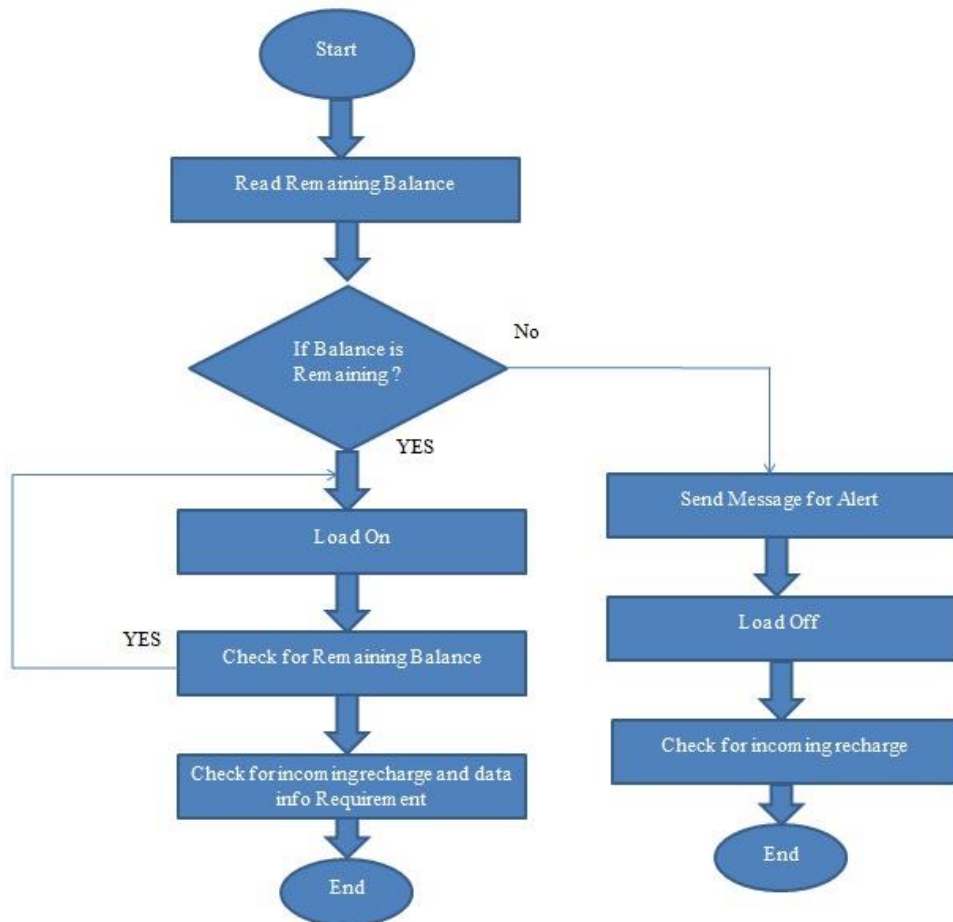 Start
Read Remaining Balance
If Balance is
Remaining ?
No
YES
Load On
YES
Check for Remaining Balance
Check for incoming recharge and data
info Requirement
End
Send Message for Alert
Load Off
Check for incoming recharge
End